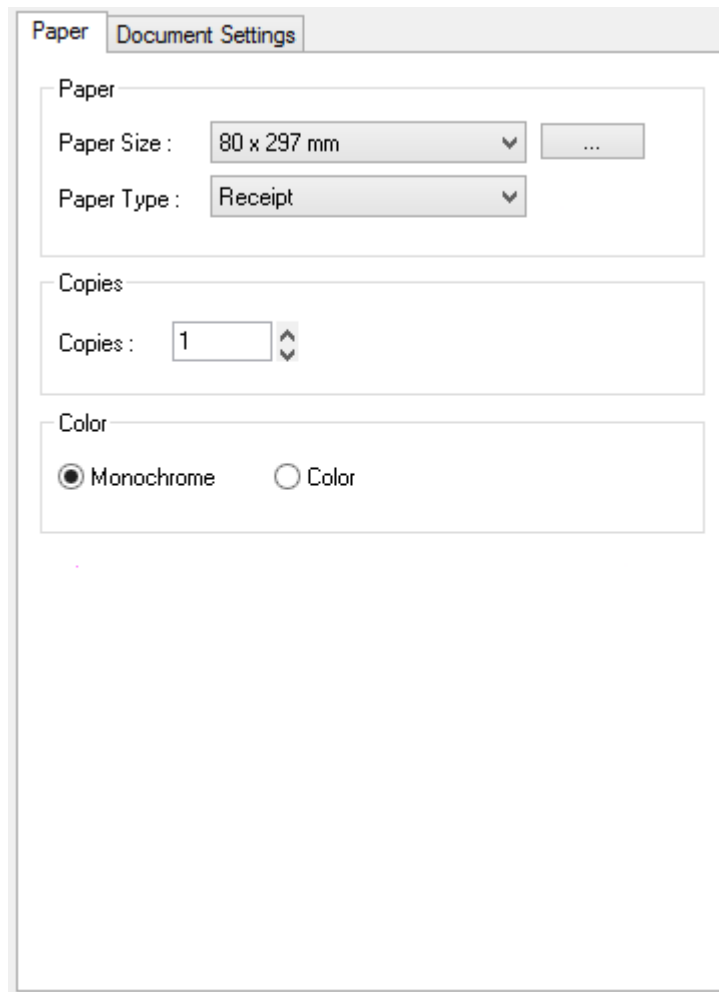 Paper Document Settings
Paper
Paper Size : 80 x 297 mm ...
Paper Type : Receipt
Copies
Copies : 1
Color
Monochrome Color